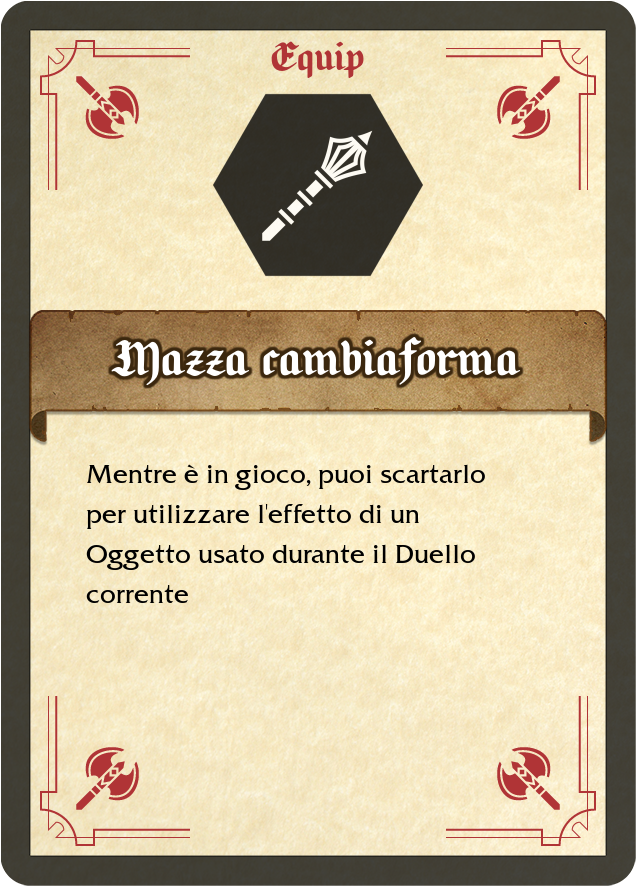 Equip
Mazza cambiaforma
Mentre è in gioco, puoi scartarlo
per utilizzare l'effetto di un
Oggetto usato durante il Duello
corrente